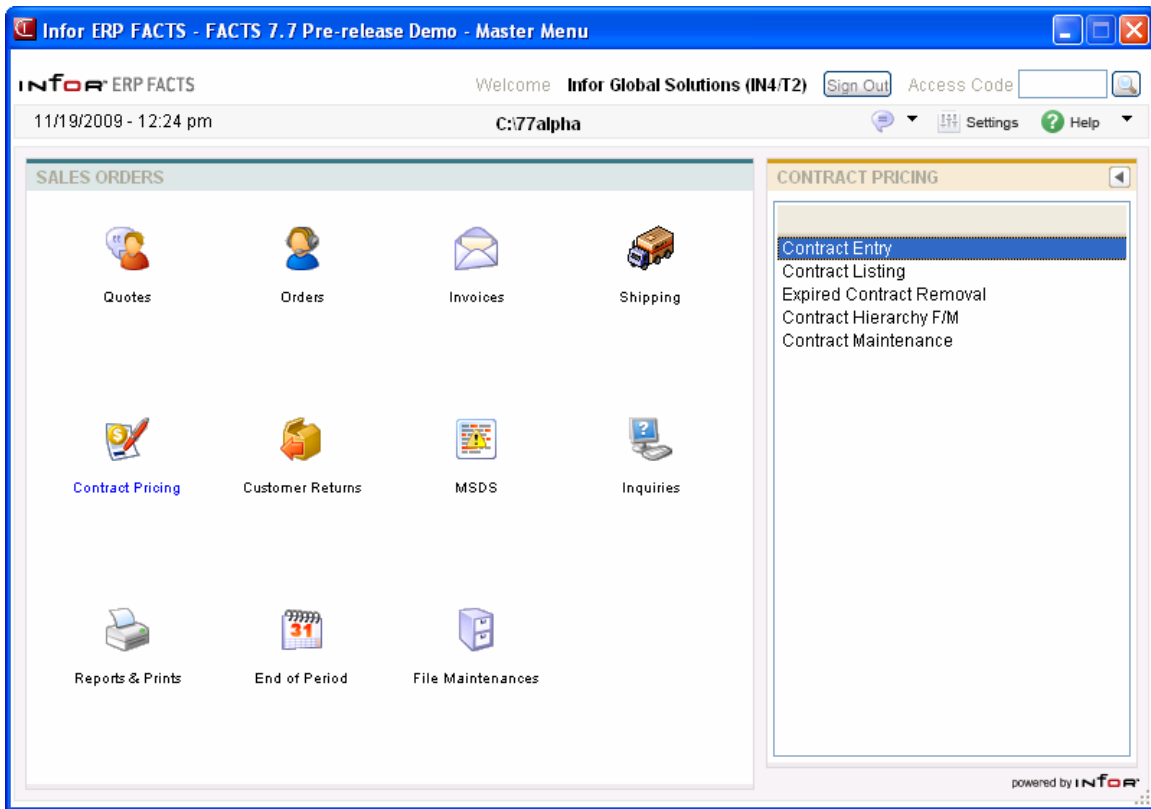 Infor ERP FACTS - FACTS 7.7 Pre-release Demo - Master Menu
infor ERP FACTS
Welcome Infor Global Solutions (IN4/T2) Sign Out Access Code
11/19/2009 - 12:24 pm C:\77alpha Settings ? Help
SALES ORDERS
Quotes Orders Invoices Shipping
Contract Pricing Customer Returns MSDS Inquiries
31
Reports & Prints End of Period File Maintenances
CONTRACT PRICING
Contract Entry
Contract Listing
Expired Contract Removal
Contract Hierarchy F/M
Contract Maintenance
powered by infor